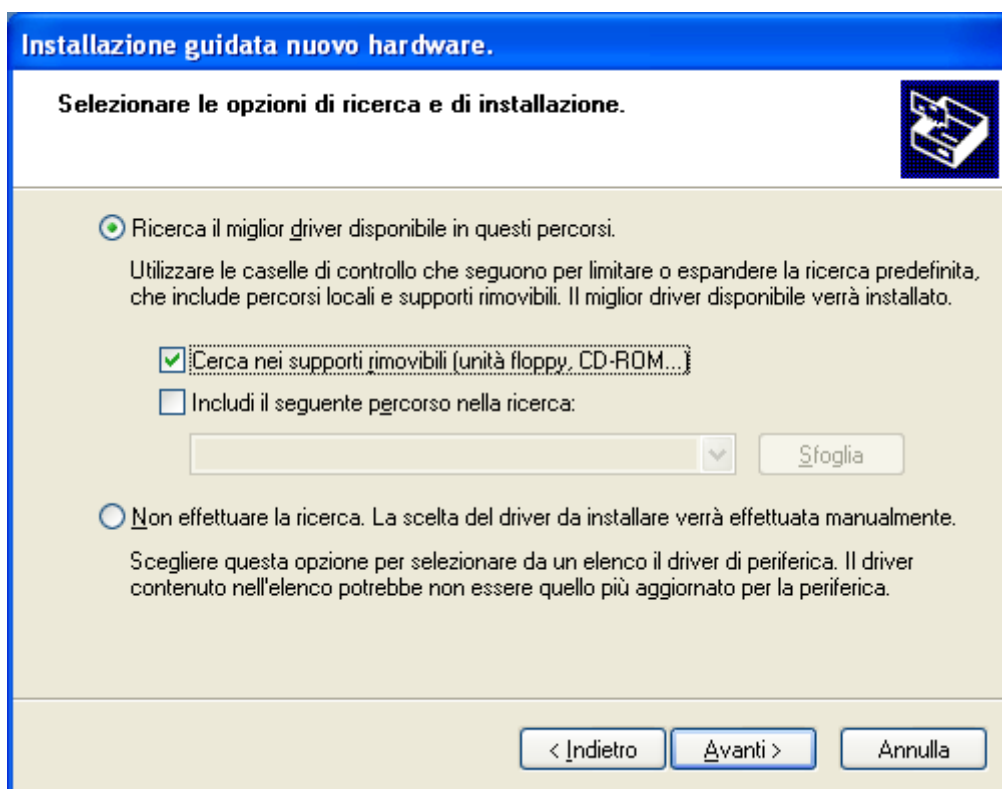 Installazione guidata nuovo hardware.
Selezionare le opzioni di ricerca e di installazione.
Ricerca il miglior driver disponibile in questi percorsi.
Utilizzare le caselle di controllo che seguono per limitare o espandere la ricerca predefinita,
che include percorsi locali e supporti rimovibili. Il miglior driver disponibile verrà installato.
Cerca nei supporti rimovibili (unità floppy, CD-ROM...)
Includi il seguente percorso nella ricerca:
Sfoglia
Non effettuare la ricerca. La scelta del driver da installare verrà effettuata manualmente.
Scegliere questa opzione per selezionare da un elenco il driver di periferica. Il driver
contenuto nell'elenco potrebbe non essere quello più aggiornato per la periferica.
< Indietro Avanti > Annulla